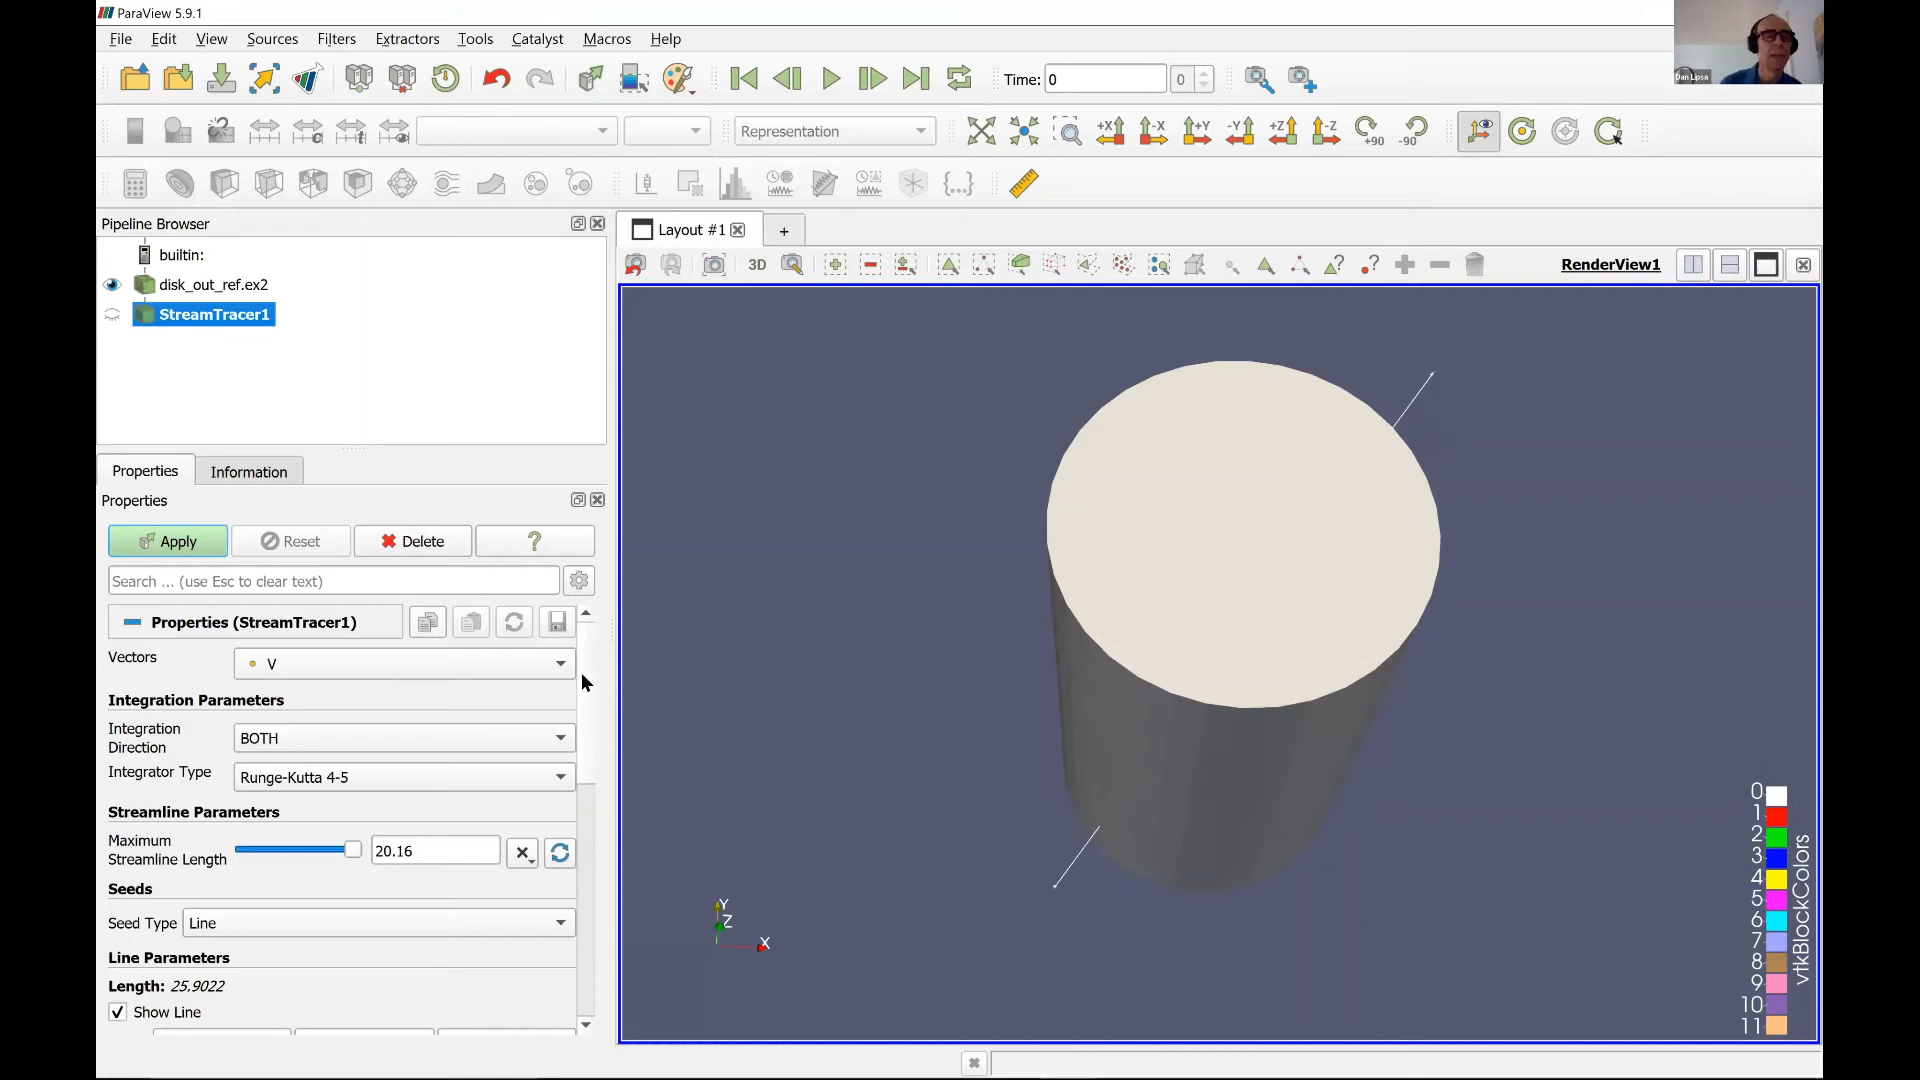 ParaView 5.9.1
File Edit View Sources Filters Extractors Tools Catalyst Macros Help
Time: 0 0
Dan Lipsa
Representation
+X -X +Y -Y +Z -Z +90 -90
Pipeline Browser
builtin:
disk_out_ref.ex2
StreamTracer1
Layout #1 +
3D
RenderView1
Properties Information
Properties
Apply Reset Delete ?
Search ... (use Esc to clear text)
Properties (StreamTracer1)
Vectors V
Integration Parameters
Integration
Direction BOTH
Integrator Type Runge-Kutta 4-5
Streamline Parameters
Maximum
Streamline Length 20.16
Seeds
Seed Type Line
Line Parameters
Length: 25.9022
Show Line
Y
Z
X
0
1
2
3
4
5
6
7
8
9
10
11
vtkBlockColors